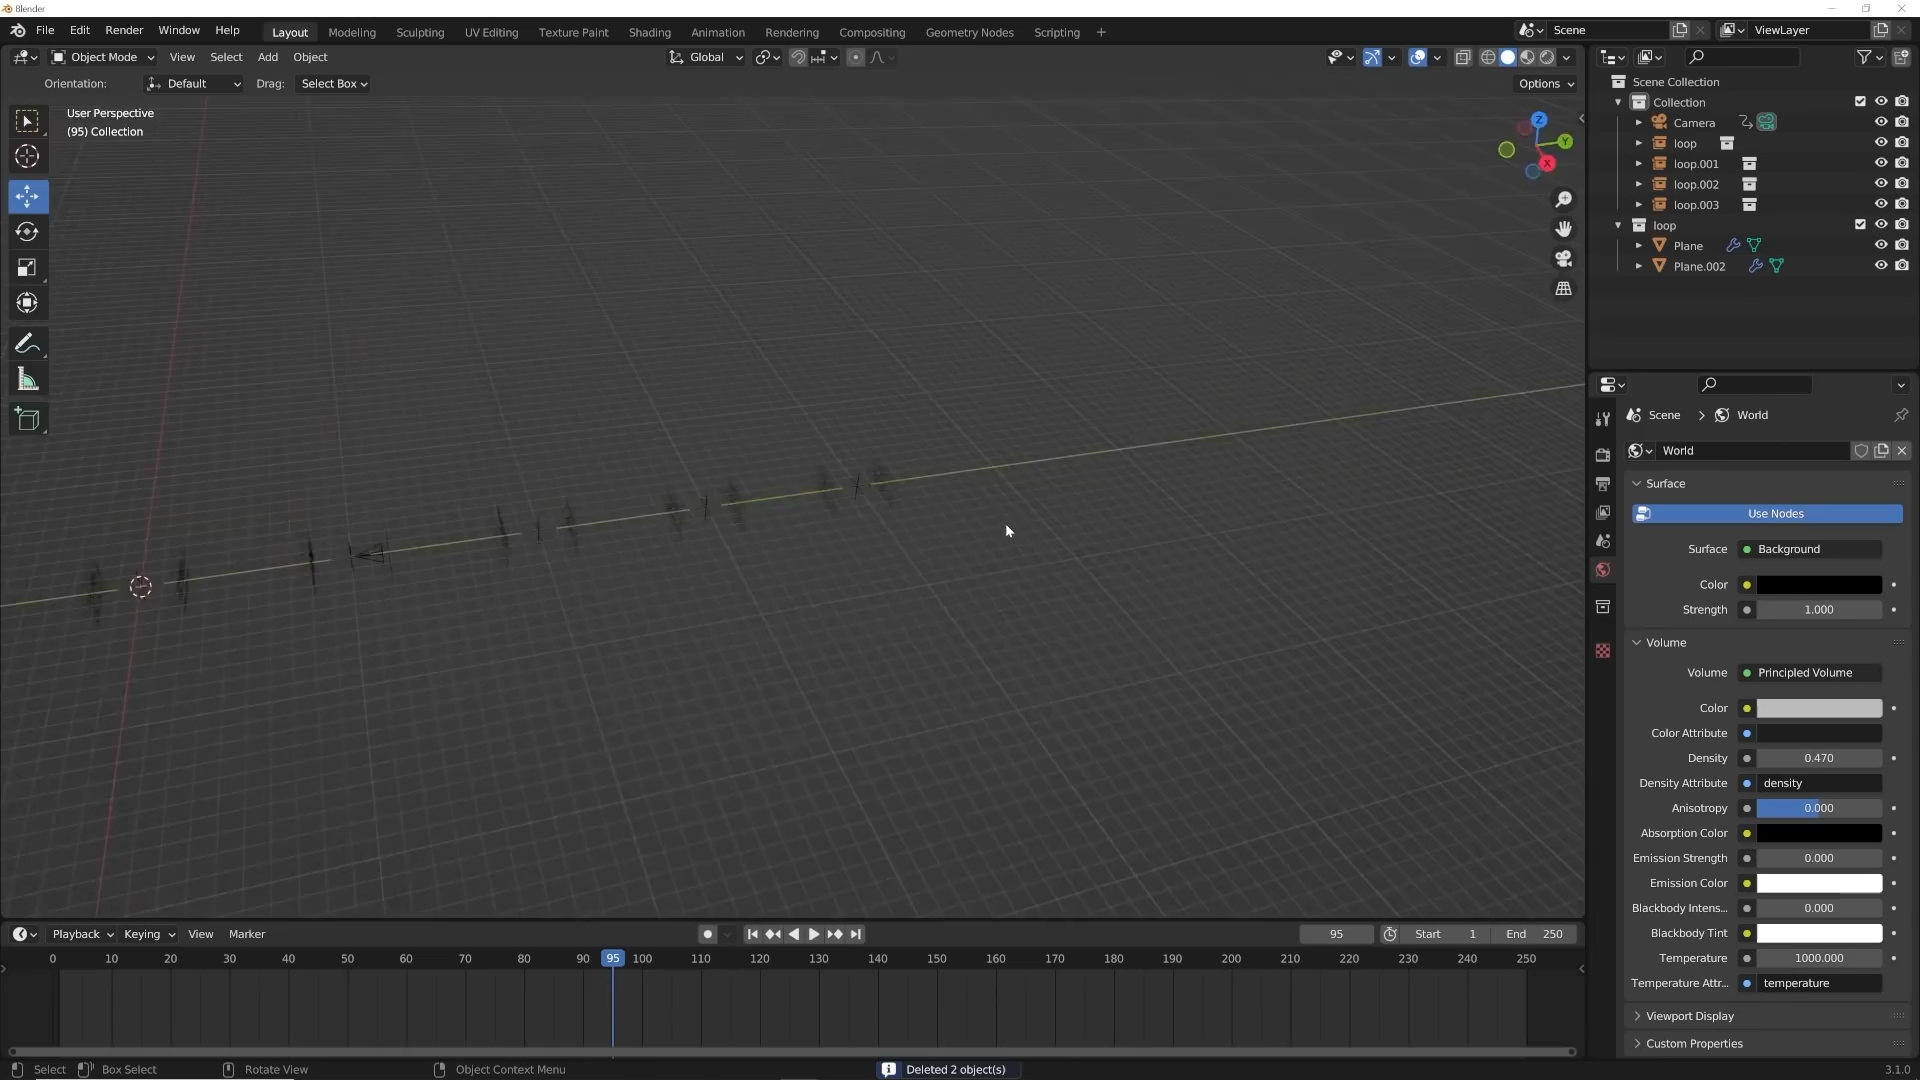 Blender
File Edit Render Window Help Layout Modeling Sculpting UV Editing Texture Paint Shading Animation Rendering Compositing Geometry Nodes Scripting + Scene ViewLayer
Object Mode View Select Add Object Global
Orientation: Default Drag: Select Box Options
User Perspective
(95) Collection
Z
Y
X
Scene Collection
Collection
Camera
loop
loop.001
loop.002
loop.003
loop
Plane
Plane.002
Scene > World
World
Surface
Use Nodes
Surface Background
Color
Strength 1.000
Volume
Volume Principled Volume
Color
Color Attribute
Density 0.470
Density Attribute density
Anisotropy 0.000
Absorption Color
Emission Strength 0.000
Emission Color
Blackbody Intens... 0.000
Blackbody Tint
Temperature 1000.000
Temperature Attr... temperature
Viewport Display
Custom Properties
Playback Keying View Marker 95 Start 1 End 250
0 10 20 30 40 50 60 70 80 90 95 100 110 120 130 140 150 160 170 180 190 200 210 220 230 240 250
Select Box Select Rotate View Object Context Menu Deleted 2 object(s) 3.1.0